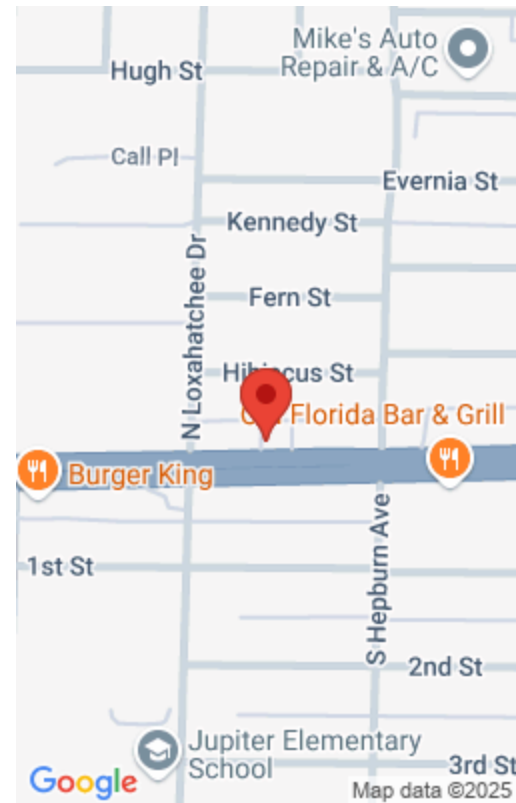 Mike's Auto
Repair & A/C
Hugh St
Call Pl
Evernia St
Kennedy St
N Loxahatchee Dr
Fern St
Hibiscus St
Florida Bar & Grill
Burger King
1st St
S Hepburn Ave
2nd St
Jupiter Elementary
School
3rd St
Google
Map data ©2025